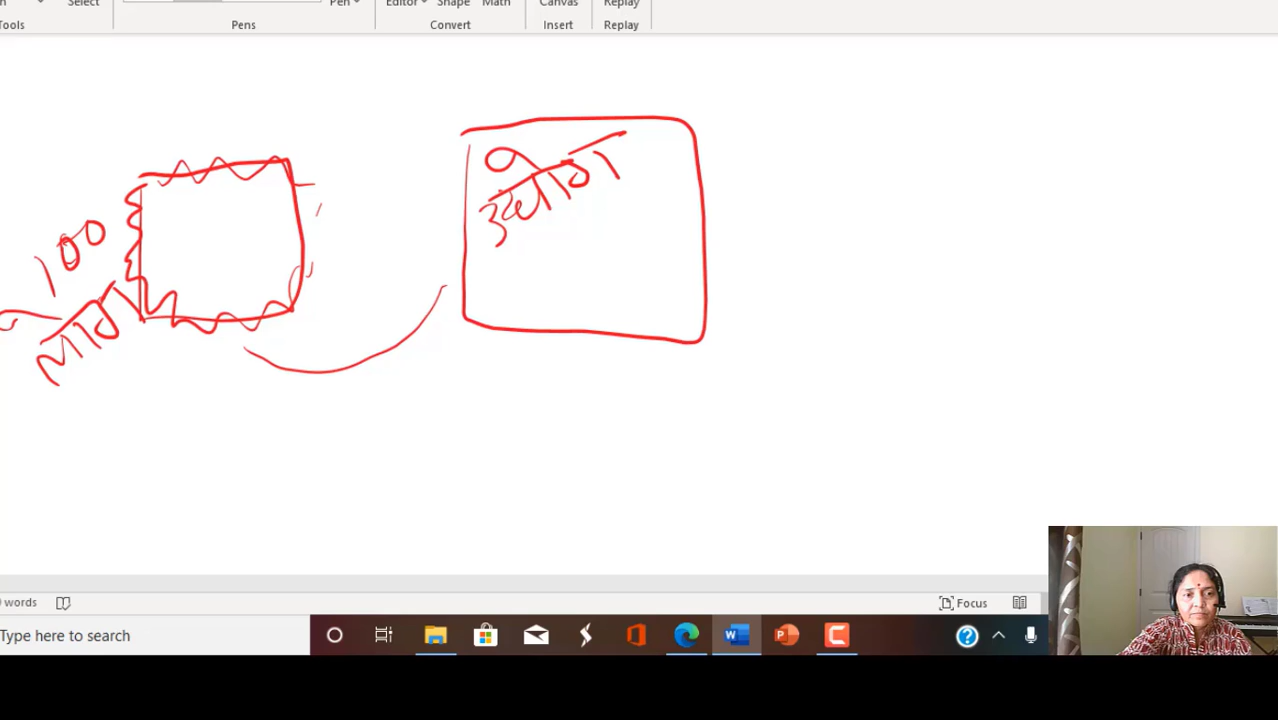 Select
Pen
Editor
Shape
Math
Canvas
Replay
Tools
Pens
Convert
Insert
Replay
100
उद्योग
words
Focus
Type here to search